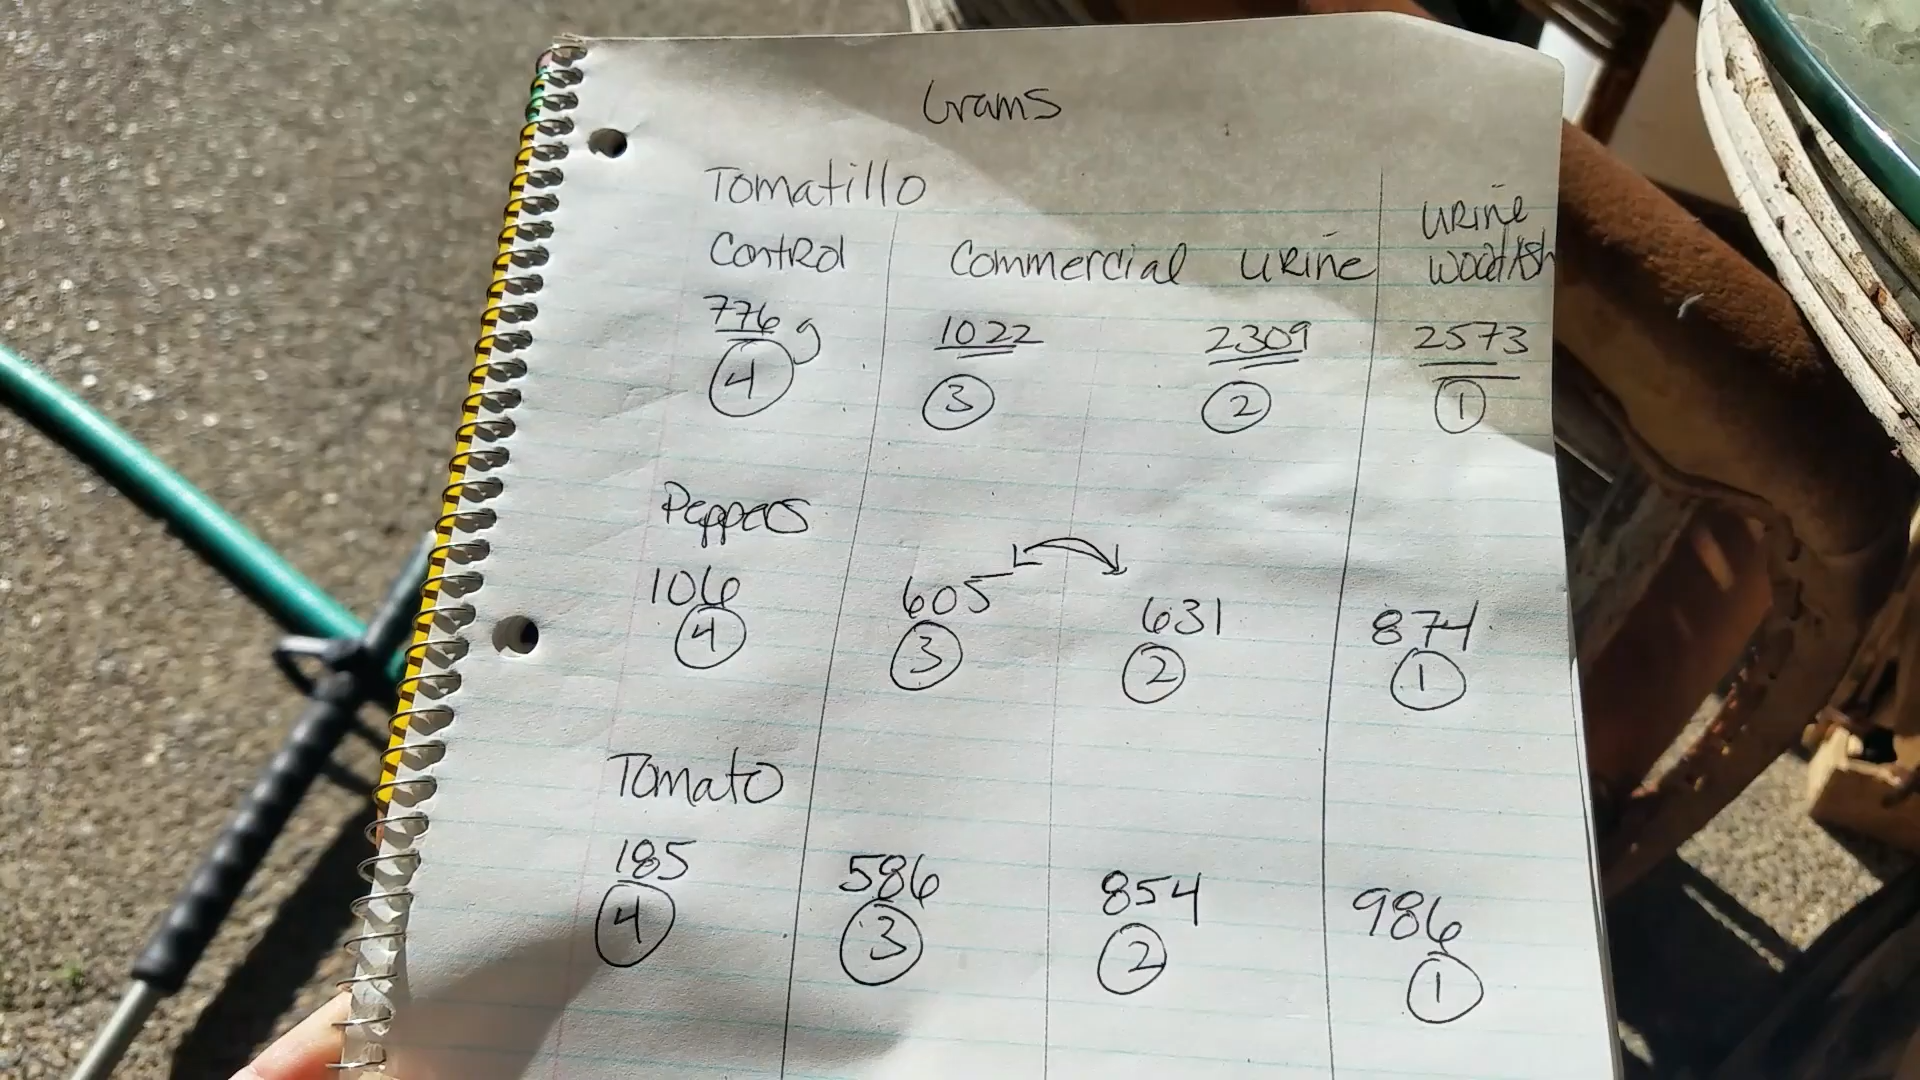 Grams
Tomatillo
Control Commercial Urine Urine
Wood Ash
776g 1022 2309 2573
4 3 2 1
Peppers
106 605 631 874
4 3 2 1
Tomato
185 586 854 986
4 3 2 1